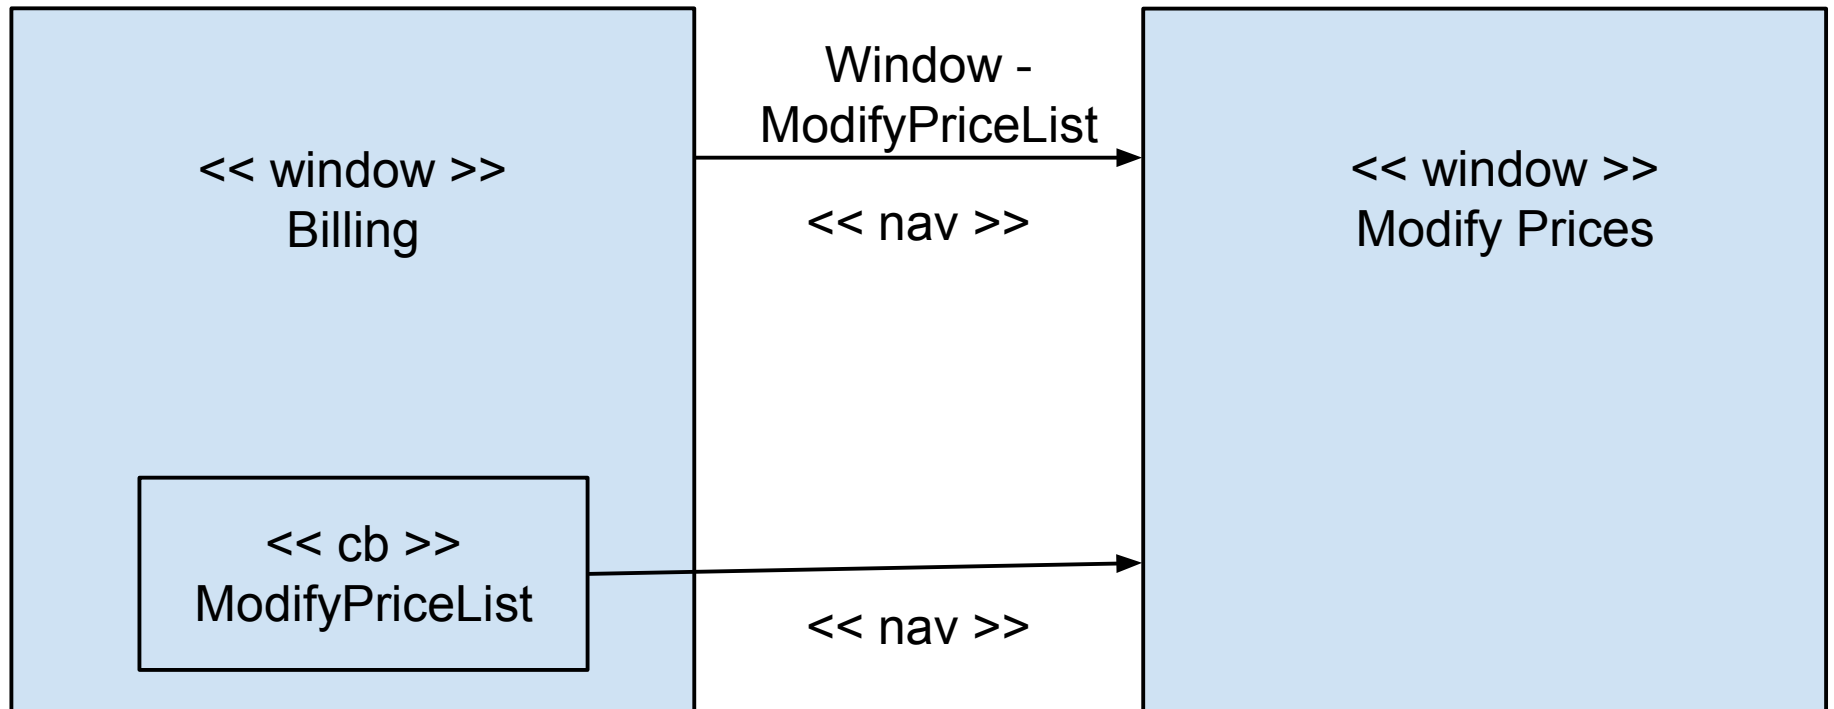 << window >>
Billing
Window -
ModifyPriceList
<< nav >>
<< window >>
Modify Prices
<< cb >>
ModifyPriceList
<< nav >>